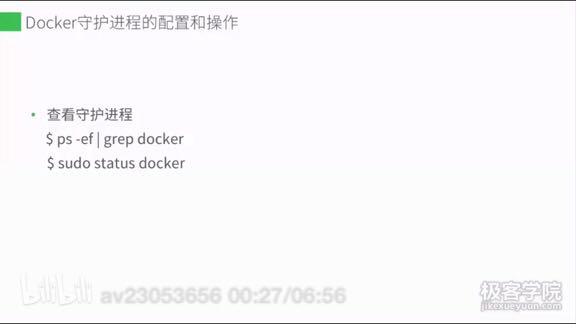 Docker守护进程的配置和操作
• 查看守护进程
$ ps -ef | grep docker
$ sudo status docker
bilibili av23053656 00:27/06:56
极客学院
jikexueyuan.com